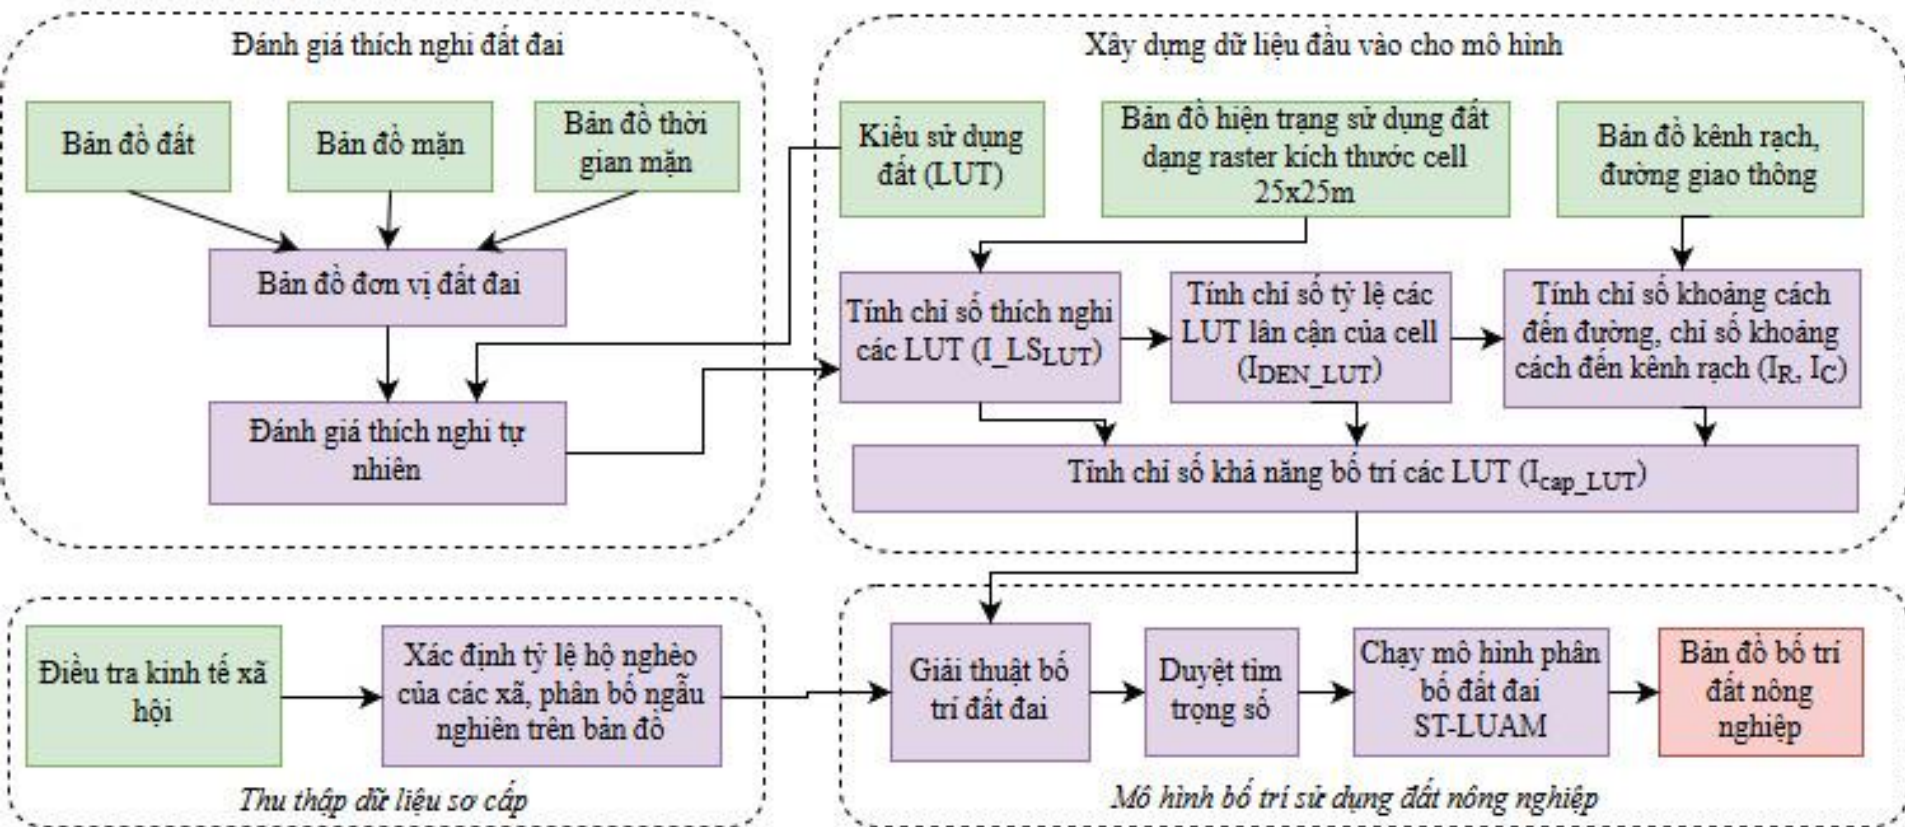 Đánh giá thích nghi đất đai
Bản đồ đất
Bản đồ mặn
Bản đồ thời
gian mặn
Bản đồ đơn vị đất đai
Đánh giá thích nghi tự
nhiên
Xây dựng dữ liệu đầu vào cho mô hình
Kiểu sử dụng
đất (LUT)
Bản đồ hiện trạng sử dụng đất
dạng raster kích thước cell
25x25m
Bản đồ kênh rạch,
đường giao thông
Tính chỉ số thích nghi
các LUT (I_LS_LUT)
Tính chỉ số tỷ lệ các
LUT lân cận của cell
(I_DEN_LUT)
Tính chỉ số khoảng cách
đến đường, chỉ số khoảng
cách đến kênh rạch (I_R, I_C)
Tính chỉ số khả năng bố trí các LUT (I_cap_LUT)
Điều tra kinh tế xã
hội
Xác định tỷ lệ hộ nghèo
của các xã, phân bố ngẫu
nghiên trên bản đồ
Thu thập dữ liệu sơ cấp
Giải thuật bố
trí đất đai
Duyệt tìm
trọng số
Chạy mô hình phân
bố đất đai
ST-LUAM
Bản đồ bố trí
đất nông
nghiệp
Mô hình bố trí sử dụng đất nông nghiệp